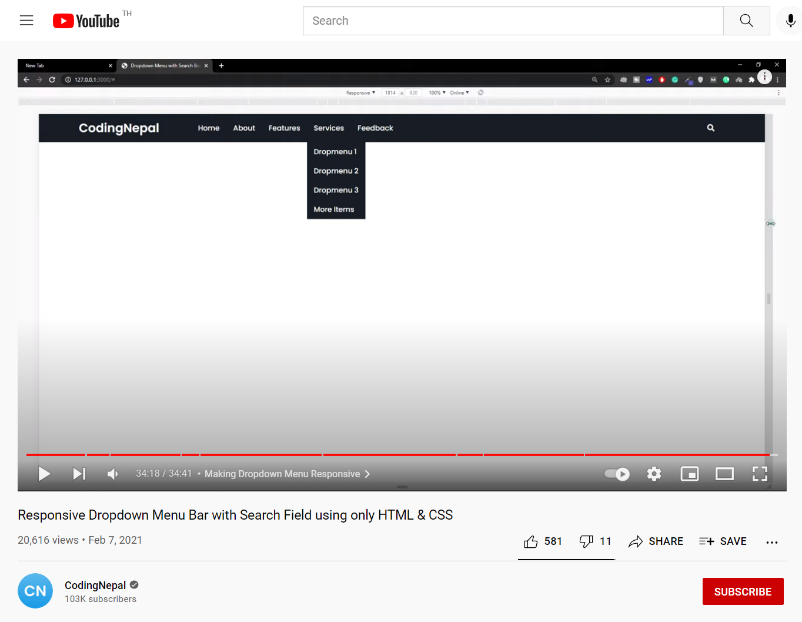 YouTube TH
Search
New Tab
Dropdown Menu with Search B
127.0.0.1:3000/#
Responsive 1814 x 930 100% Online
CodingNepal Home About Features Services Feedback
Dropmenu 1
Dropmenu 2
Dropmenu 3
More Items
34:18 / 34:41 • Making Dropdown Menu Responsive
Responsive Dropdown Menu Bar with Search Field using only HTML & CSS
20,616 views • Feb 7, 2021
581 11 SHARE SAVE
CN
CodingNepal
103K subscribers
SUBSCRIBE